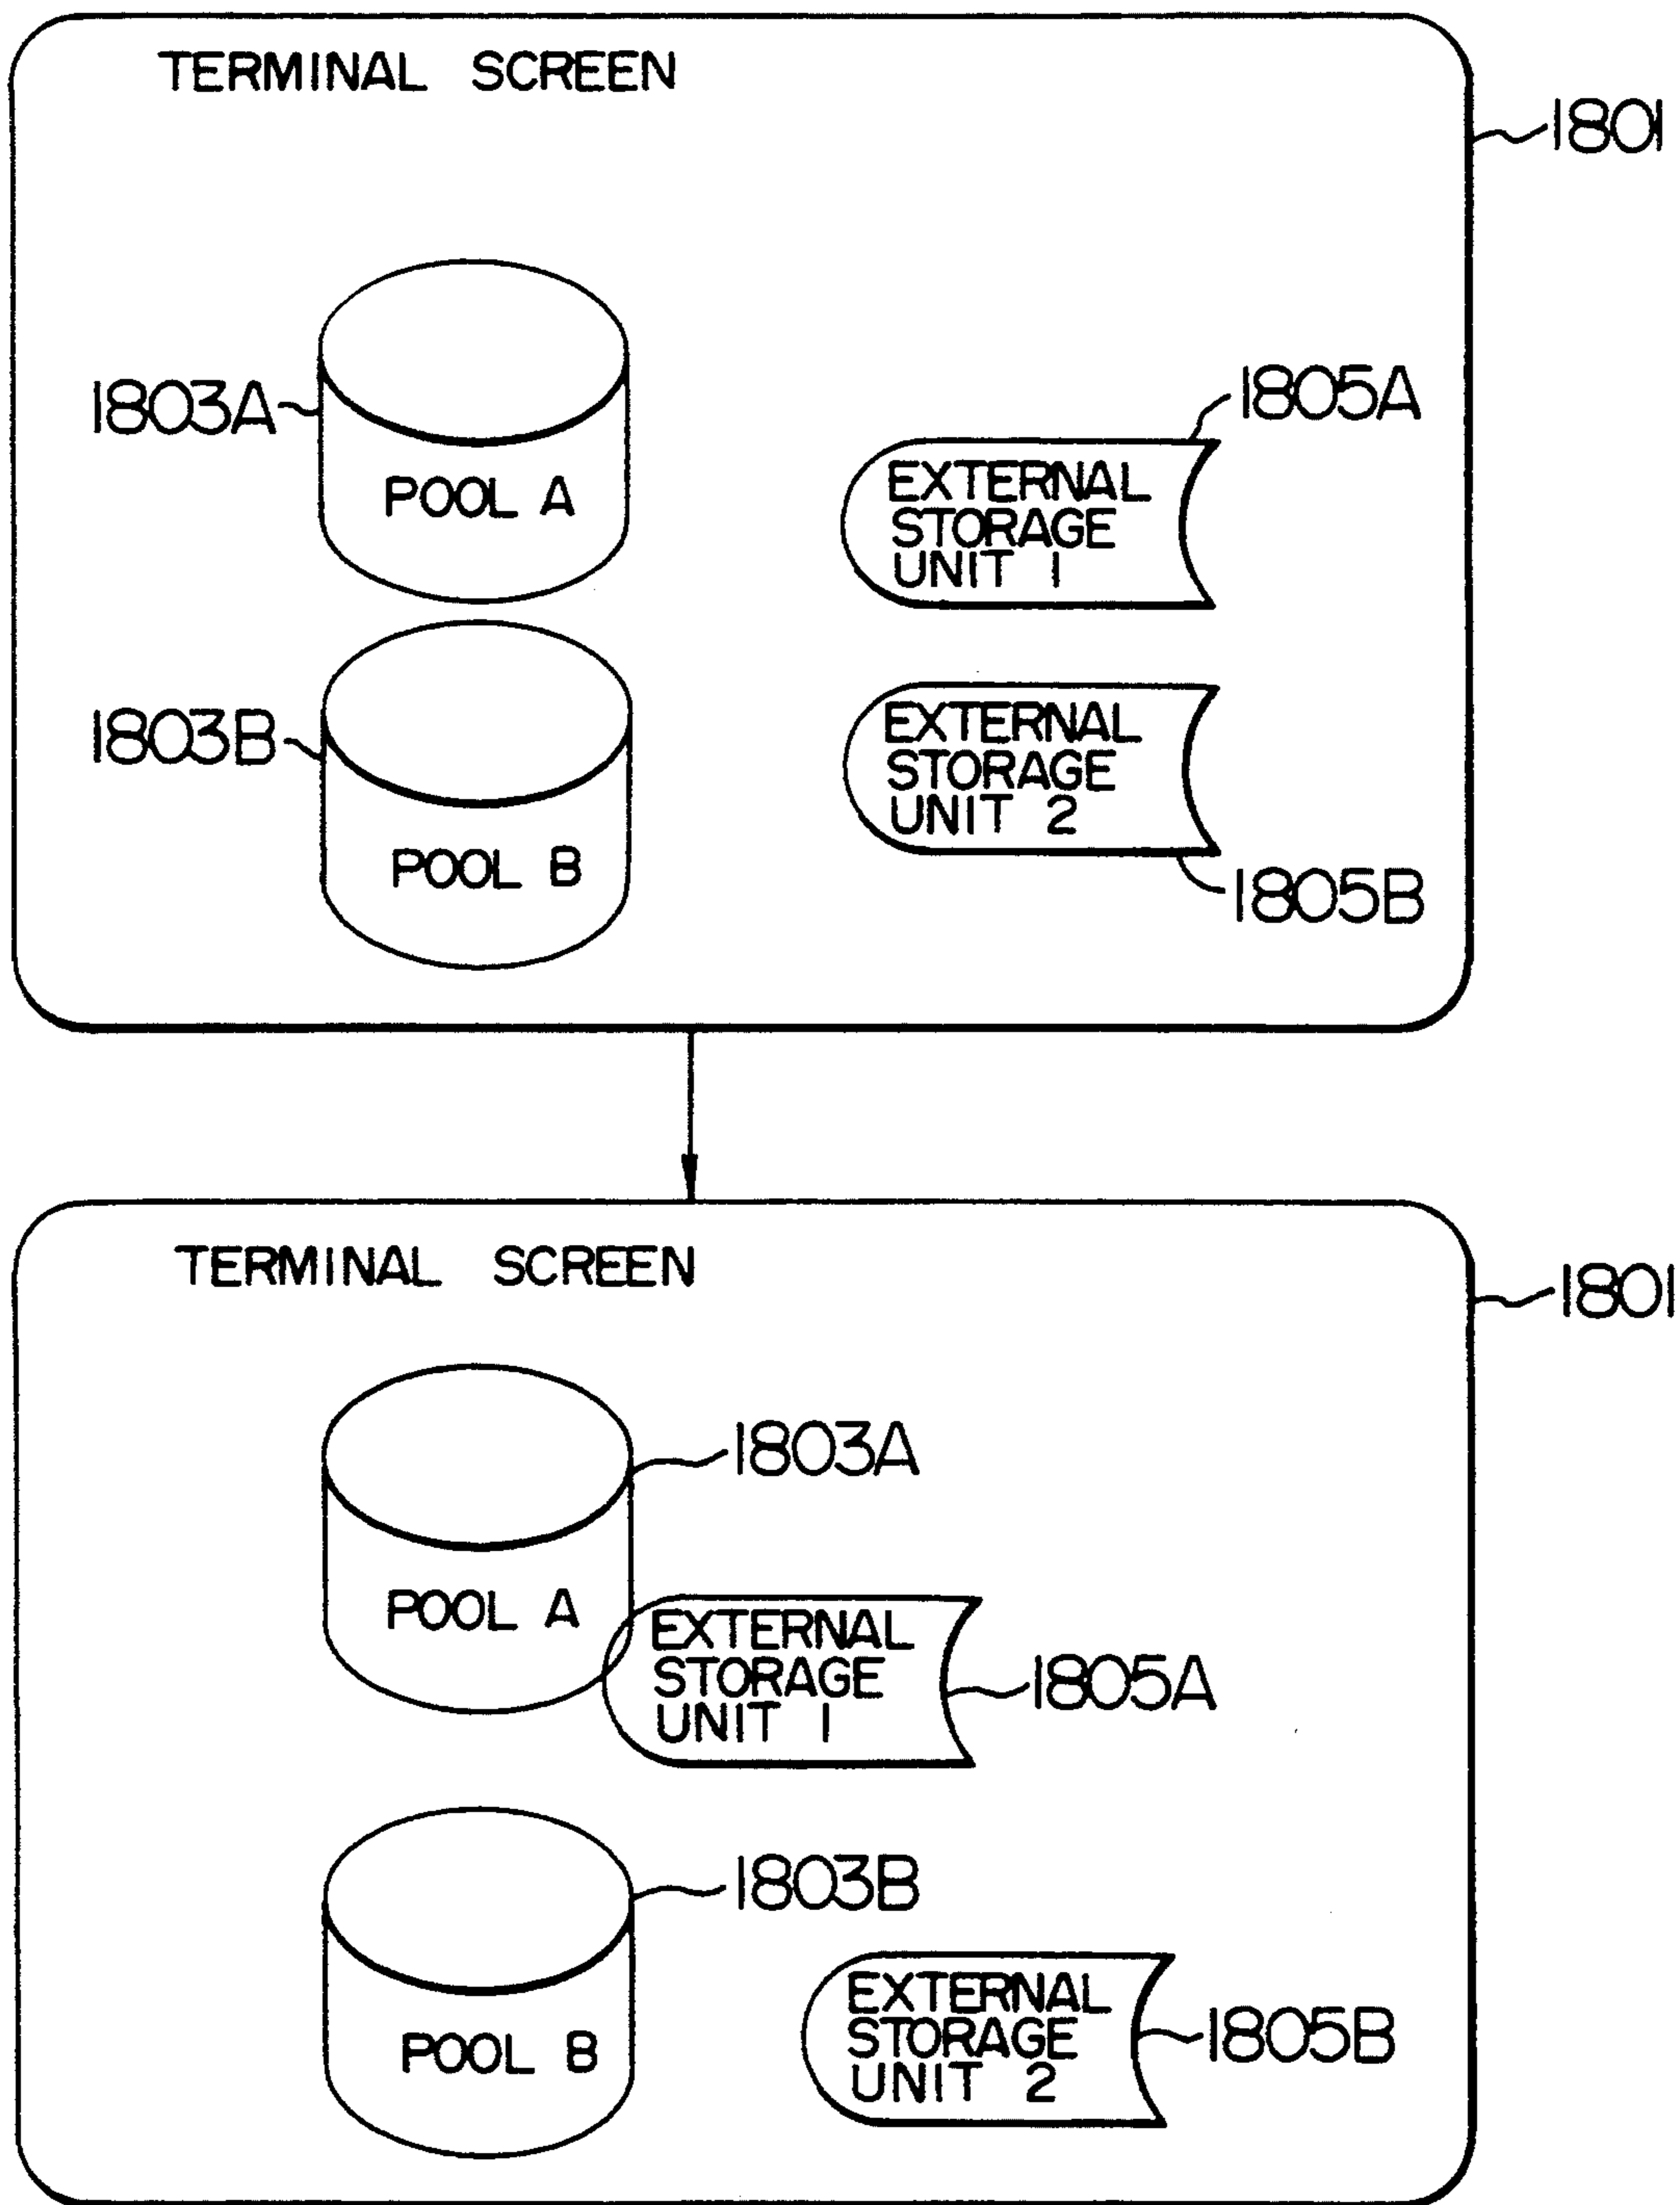 TERMINAL SCREEN
1801
1803A
POOL A
1805A
EXTERNAL
STORAGE
UNIT 1
1803B
POOL B
EXTERNAL
STORAGE
UNIT 2
1805B
TERMINAL SCREEN
1801
1803A
POOL A
EXTERNAL
STORAGE
UNIT 1
1805A
1803B
POOL B
EXTERNAL
STORAGE
UNIT 2
1805B